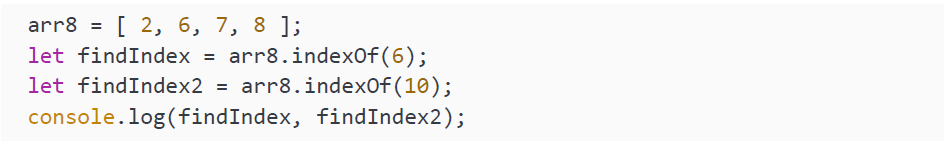 arr8 = [ 2, 6, 7, 8 ];
let findIndex = arr8.indexOf(6);
let findIndex2 = arr8.indexOf(10);
console.log(findIndex, findIndex2);